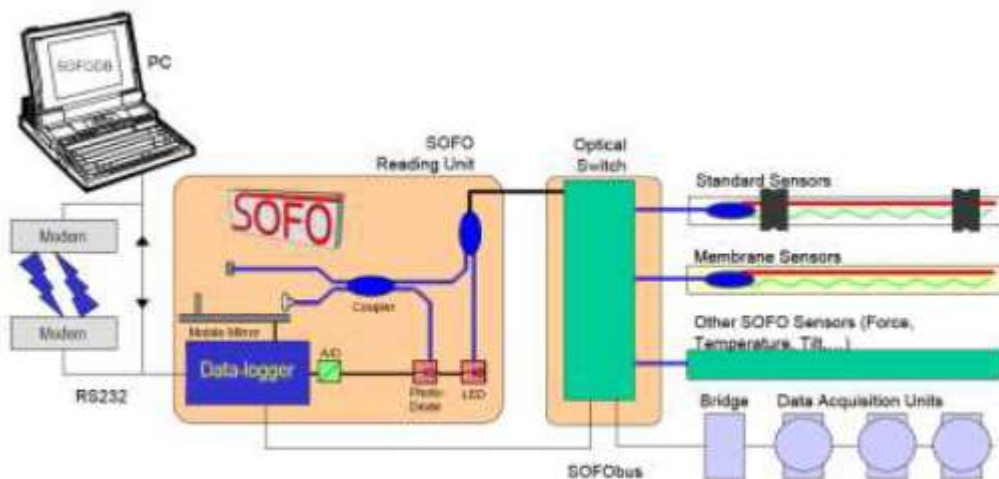 SOFODB
PC
SOFO
Reading Unit
Optical
Switch
Standard Sensors
Modem
SOFO
Membrane Sensors
Coupler
Modem
Mobile Mirror
Other SOFO Sensors (Force,
Temperature, Tilt,...)
A/D
Data-logger
Photo-
Diode
LED
RS232
Bridge
Data Acquisition Units
SOFObus